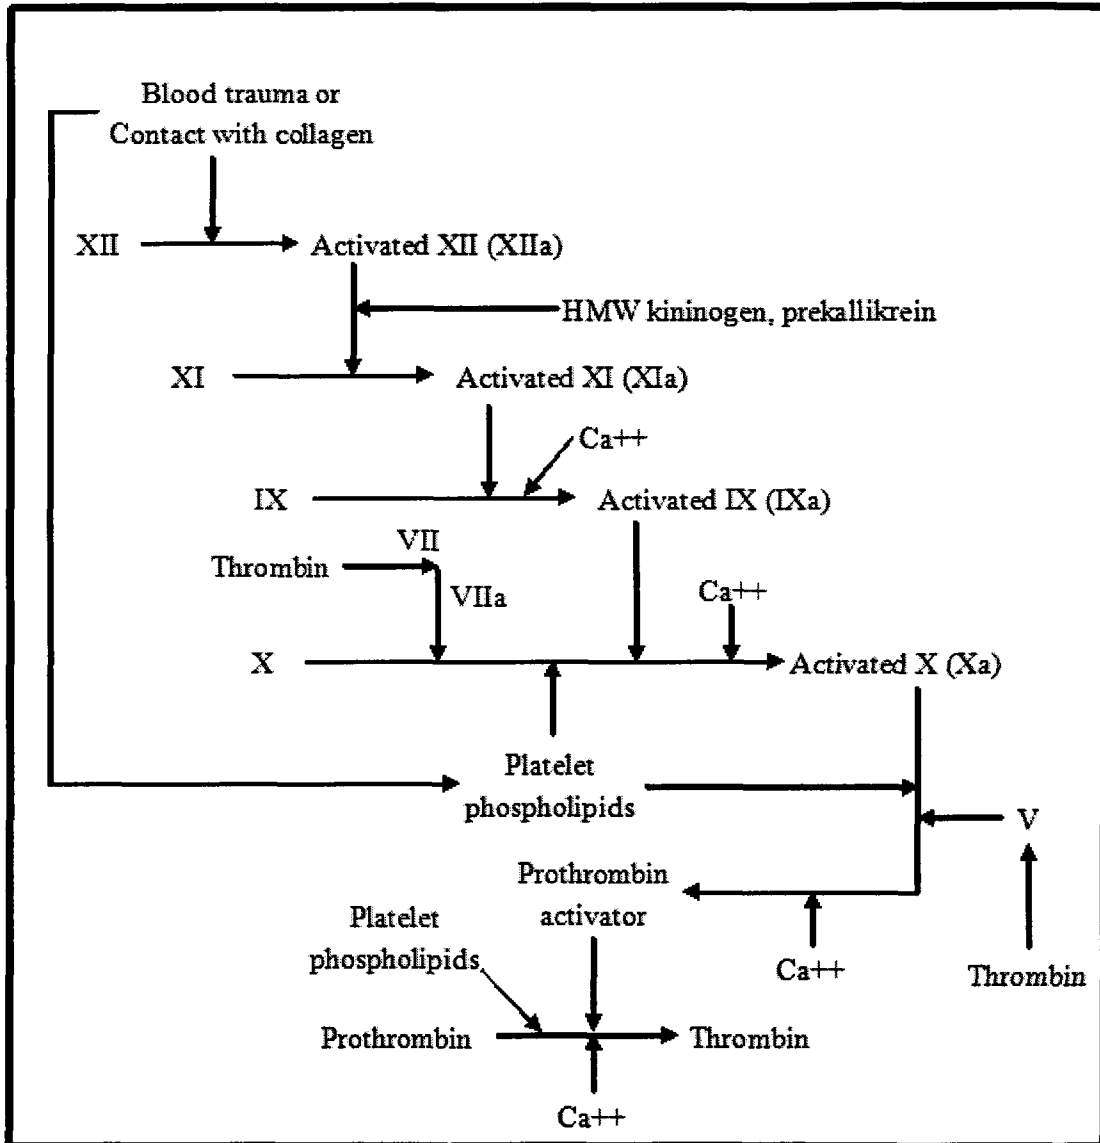 Blood trauma or
Contact with collagen
XII
Activated XII (XIIa)
HMW kininogen, prekallikrein
XI
Activated XI (XIa)
Ca++
IX
Activated IX (IXa)
VII
Thrombin
VIIa
Ca++
X
Activated X (Xa)
Platelet
phospholipids
V
Prothrombin
activator
Platelet
phospholipids
Ca++
Thrombin
Prothrombin
Thrombin
Ca++